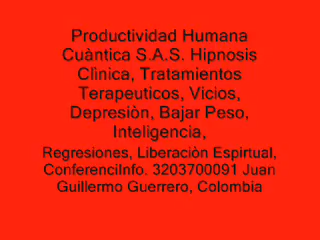 Productividad Humana
Cuàntica S.A.S. Hipnosis
Clìnica, Tratamientos
Terapeuticos, Vicios,
Depresiòn, Bajar Peso,
Inteligencia,
Regresiones, Liberaciòn Espirtual,
ConferenciInfo. 3203700091 Juan
Guillermo Guerrero, Colombia